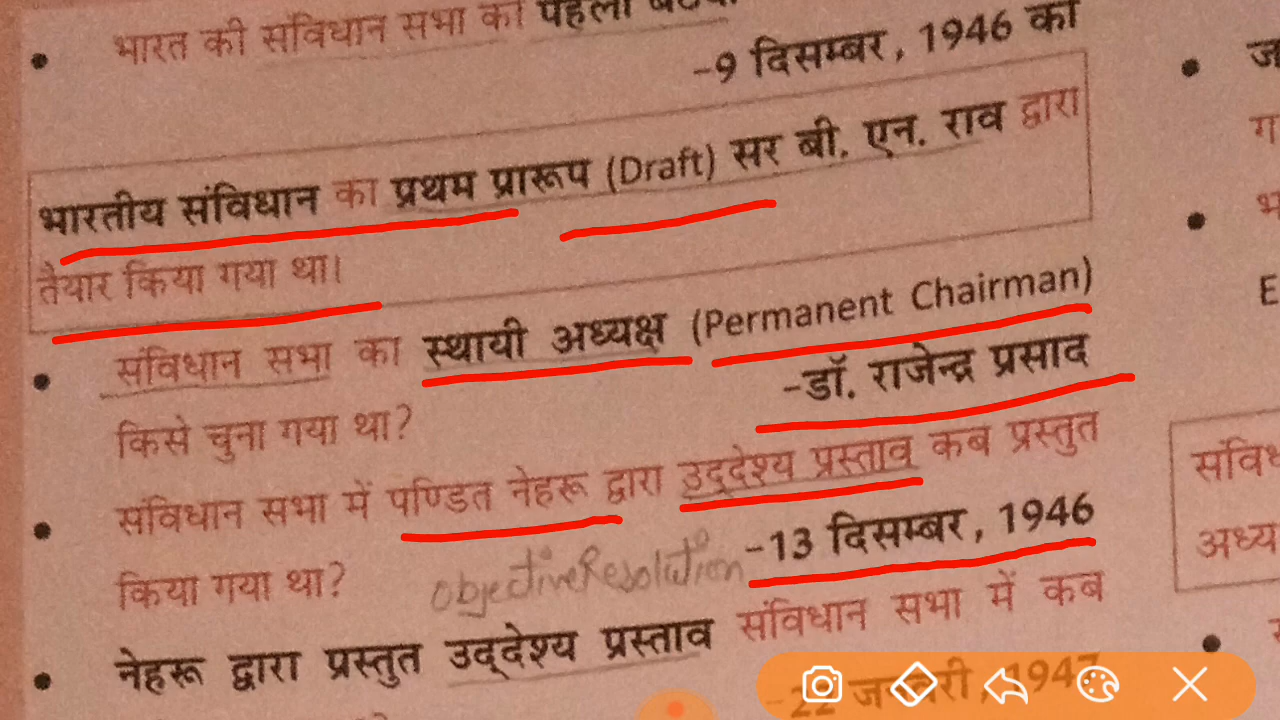 भारत की संविधान सभा की पहली
-9 दिसम्बर, 1946 को
भारतीय संविधान का प्रथम प्रारूप (Draft) सर बी. एन. राव द्वारा
तैयार किया गया था।
संविधान सभा का स्थायी अध्यक्ष (Permanent Chairman)
किसे चुना गया था? -डॉ. राजेन्द्र प्रसाद
संविधान सभा में पण्डित नेहरू द्वारा उद्देश्य प्रस्ताव कब प्रस्तुत
किया गया था? -13 दिसम्बर, 1946
Objective Resolution
नेहरू द्वारा प्रस्तुत उद्देश्य प्रस्ताव संविधान सभा में कब
-22 जनवरी, 1947
E
अध्य